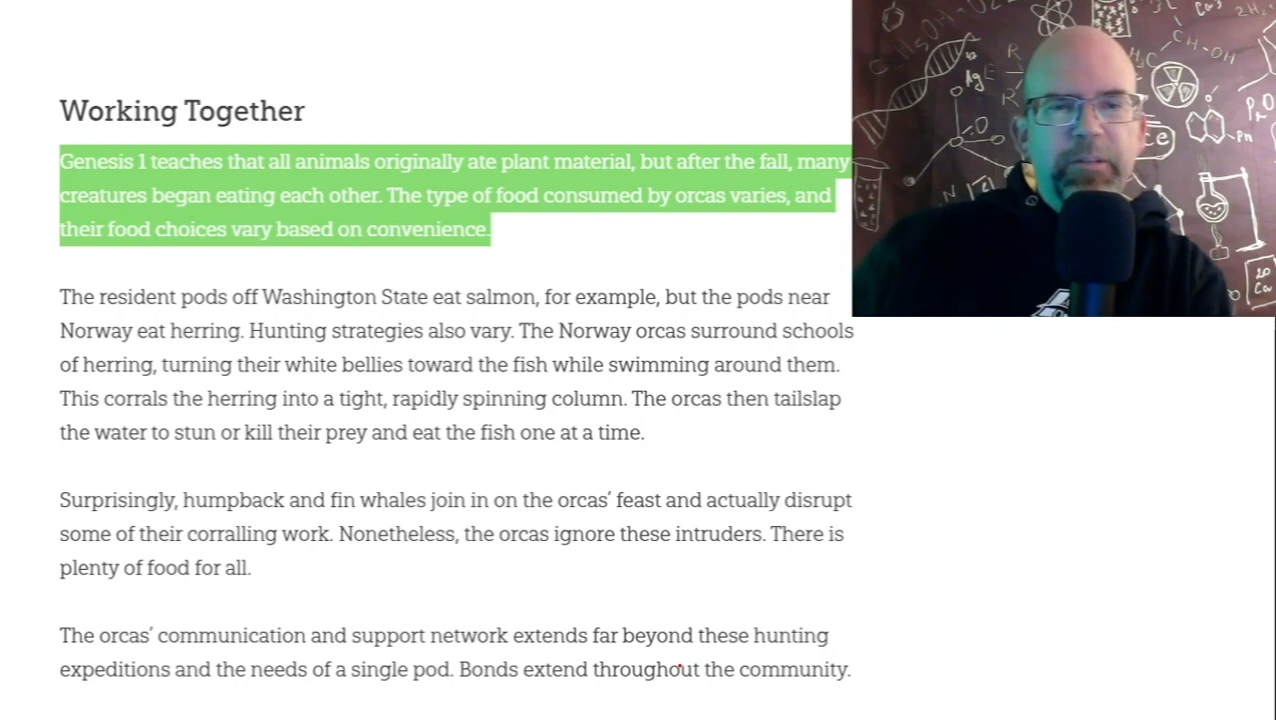 Working Together
Genesis 1 teaches that all animals originally ate plant material, but after the fall, many
creatures began eating each other. The type of food consumed by orcas varies, and
their food choices vary based on convenience.
The resident pods off Washington State eat salmon, for example, but the pods near
Norway eat herring. Hunting strategies also vary. The Norway orcas surround schools
of herring, turning their white bellies toward the fish while swimming around them.
This corrals the herring into a tight, rapidly spinning column. The orcas then tailslap
the water to stun or kill their prey and eat the fish one at a time.
Surprisingly, humpback and fin whales join in on the orcas’ feast and actually disrupt
some of their corralling work. Nonetheless, the orcas ignore these intruders. There is
plenty of food for all.
The orcas’ communication and support network extends far beyond these hunting
expeditions and the needs of a single pod. Bonds extend throughout the community.
CH-OH
Ag
R
R
Ce
N
20